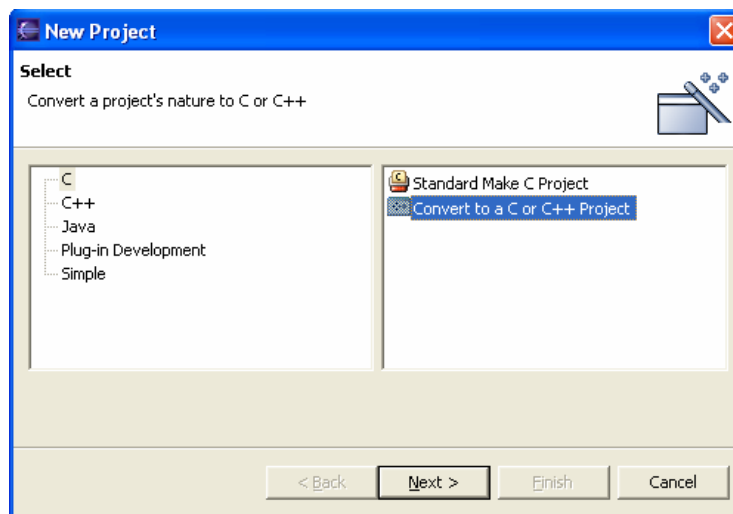 New Project
Select
Convert a project's nature to C or C++
C
C++
Java
Plug-in Development
Simple
C
Standard Make C Project
Convert to a C or C++ Project
< Back
Next >
Finish
Cancel